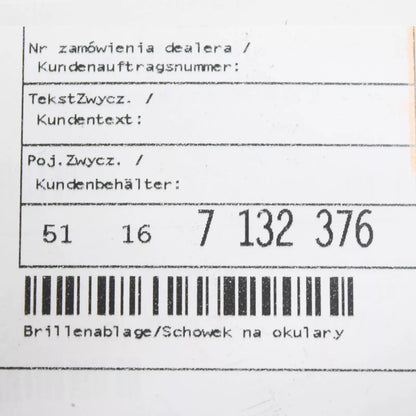 Nr zamówienia dealera /
Kundenauftragsnummer:
TekstZwycz. /
Kundentext:
Poj.Zwycz. /
Kundenbehälter:
51 16 7 132 376
Brillenablage/Schowek na okulary